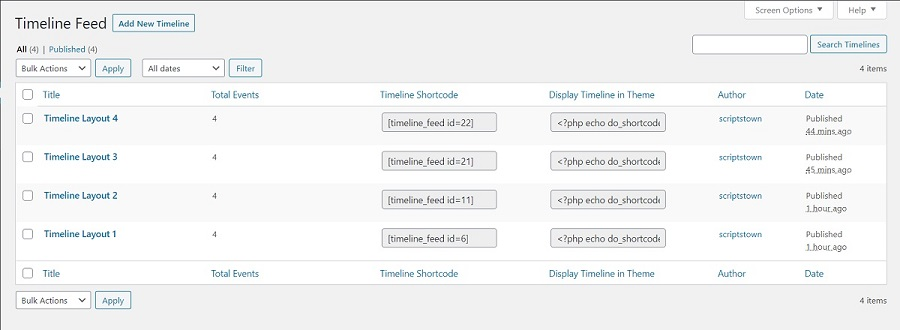 Screen Options ▼ Help ▼
Timeline Feed Add New Timeline
All (4) | Published (4)
Search Timelines
Bulk Actions Apply All dates Filter 4 items
Title Total Events Timeline Shortcode Display Timeline in Theme Author Date
Timeline Layout 4 4 [timeline_feed id=22] <?php echo do_shortcode scriptstown Published
44 mins ago
Timeline Layout 3 4 [timeline_feed id=21] <?php echo do_shortcode scriptstown Published
45 mins ago
Timeline Layout 2 4 [timeline_feed id=11] <?php echo do_shortcode scriptstown Published
1 hour ago
Timeline Layout 1 4 [timeline_feed id=6] <?php echo do_shortcode scriptstown Published
1 hour ago
Title Total Events Timeline Shortcode Display Timeline in Theme Author Date
Bulk Actions Apply 4 items